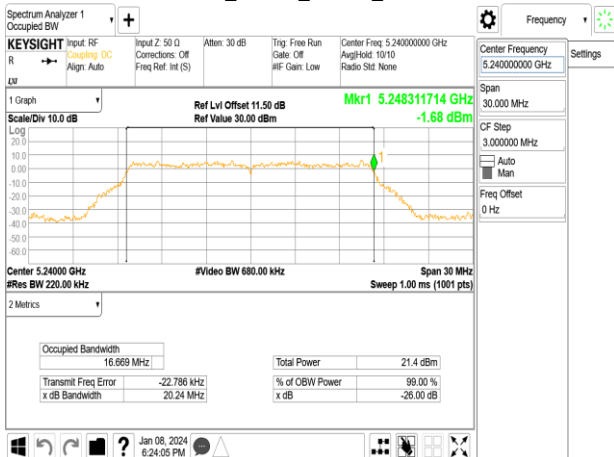 Spectrum Analyzer 1
Occupied BW
Frequency
KEYSIGHT Input: RF Input Z: 50 Ω Atten: 30 dB Trig: Free Run Center Freq: 5.240000000 GHz
R Coupling: DC Corrections: Off Gate: Off Avg|Hold: 10/10
Align: Auto Freq Ref: Int (S) #IF Gain: Low Radio Std: None
LXI
Center Frequency
5.240000000 GHz
Settings
Span
30.000 MHz
CF Step
3.000000 MHz
Auto
Man
Freq Offset
0 Hz
1 Graph
Ref Lvl Offset 11.50 dB
Mkr1 5.248311714 GHz
Scale/Div 10.0 dB Ref Value 30.00 dBm -1.68 dBm
Log
20.0
10.0
0.00
-10.0
-20.0
-30.0
-40.0
-50.0
-60.0
1
Center 5.24000 GHz #Video BW 680.00 kHz Span 30 MHz
#Res BW 220.00 kHz Sweep 1.00 ms (1001 pts)
2 Metrics
Occupied Bandwidth
16.669 MHz Total Power 21.4 dBm
Transmit Freq Error -22.786 kHz % of OBW Power 99.00 %
x dB Bandwidth 20.24 MHz x dB -26.00 dB
?
Jan 08, 2024
6:24:05 PM